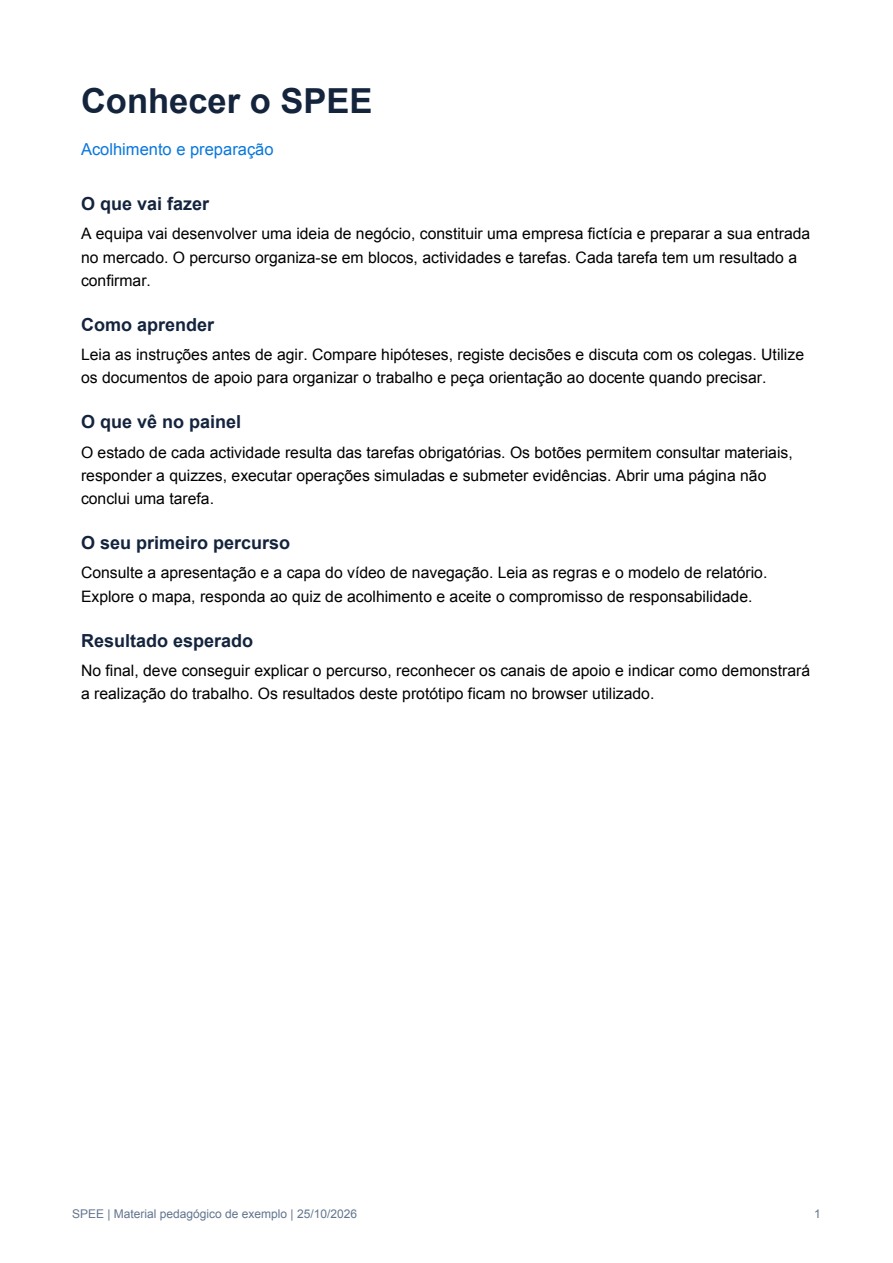 Conhecer o SPEE
Acolhimento e preparação
O que vai fazer
A equipa vai desenvolver uma ideia de negócio, constituir uma empresa fictícia e preparar a sua entrada
no mercado. O percurso organiza-se em blocos, actividades e tarefas. Cada tarefa tem um resultado a
confirmar.
Como aprender
Leia as instruções antes de agir. Compare hipóteses, registe decisões e discuta com os colegas. Utilize
os documentos de apoio para organizar o trabalho e peça orientação ao docente quando precisar.
O que vê no painel
O estado de cada actividade resulta das tarefas obrigatórias. Os botões permitem consultar materiais,
responder a quizzes, executar operações simuladas e submeter evidências. Abrir uma página não
conclui uma tarefa.
O seu primeiro percurso
Consulte a apresentação e a capa do vídeo de navegação. Leia as regras e o modelo de relatório.
Explore o mapa, responda ao quiz de acolhimento e aceite o compromisso de responsabilidade.
Resultado esperado
No final, deve conseguir explicar o percurso, reconhecer os canais de apoio e indicar como demonstrará
a realização do trabalho. Os resultados deste protótipo ficam no browser utilizado.
SPEE | Material pedagógico de exemplo | 25/10/2026
1